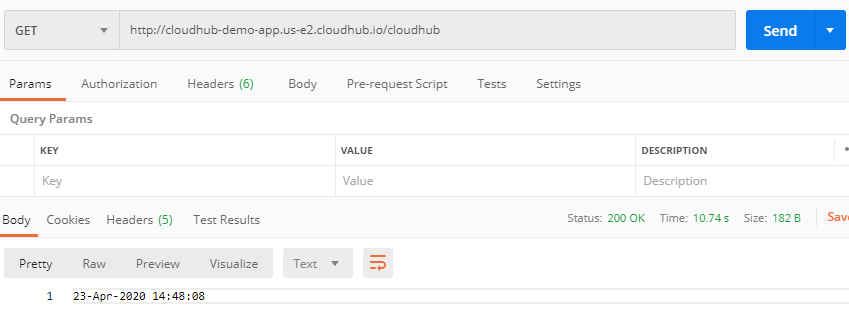 GET http://cloudhub-demo-app.us-e2.cloudhub.io/cloudhub Send
Params Authorization Headers (6) Body Pre-request Script Tests Settings
Query Params
KEY VALUE DESCRIPTION
Key Value Description
Body Cookies Headers (5) Test Results Status: 200 OK Time: 10.74 s Size: 182 B Save
Pretty Raw Preview Visualize Text
1 23-Apr-2020 14:48:08